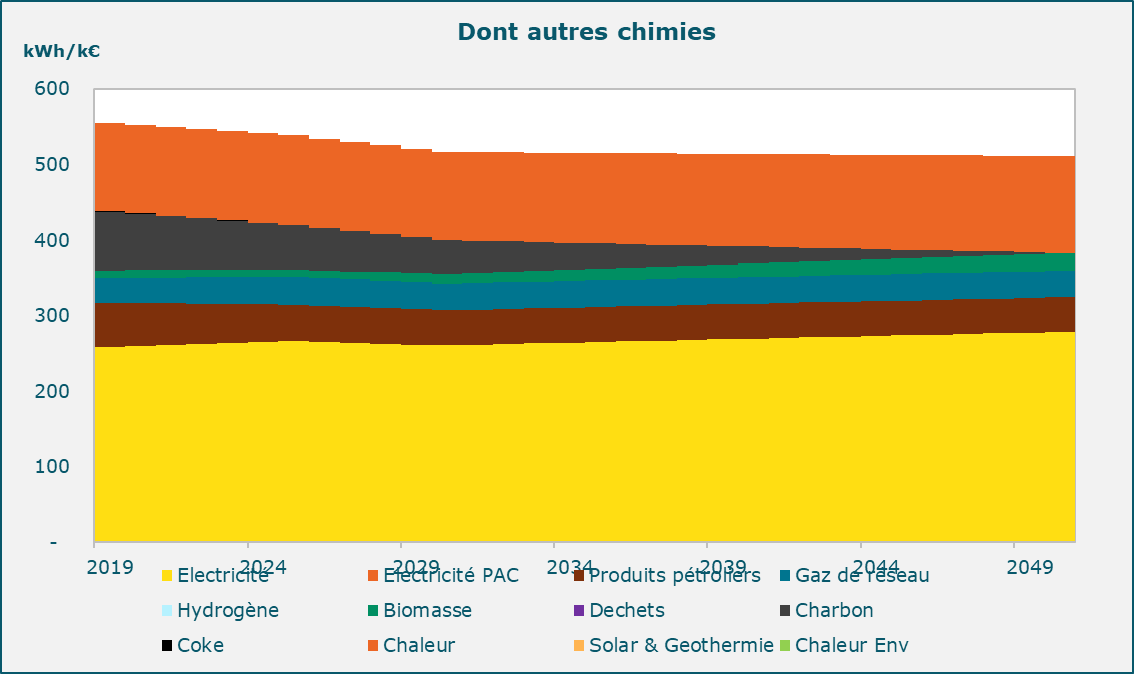 Dont autres chimies
kWh/k€
600
500
400
300
200
100
-
2019 2024 2029 2034 2039 2044 2049
Electricité Electricité PAC Produits pétroliers Gaz de réseau
Hydrogène Biomasse Dechets Charbon
Coke Chaleur Solar & Geothermie Chaleur Env